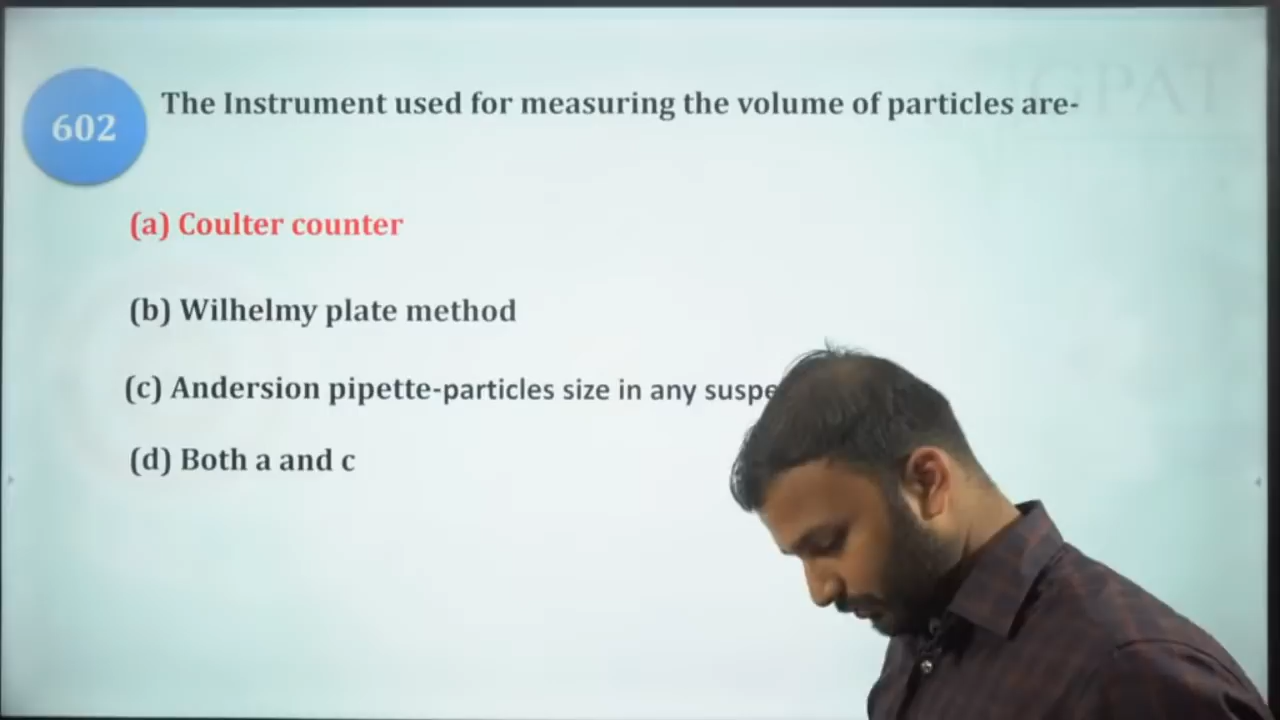 GPAT
602
The Instrument used for measuring the volume of particles are-
(a) Coulter counter
(b) Wilhelmy plate method
(c) Andersion pipette-particles size in any
(d) Both a and c